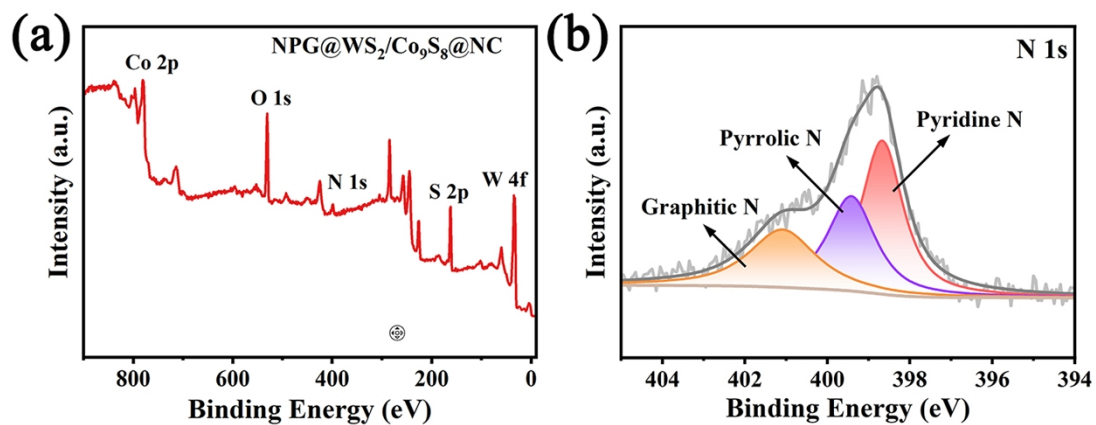 (a)
NPG@WS₂/Co₉S₈@NC
Co 2p
O 1s
N 1s
S 2p
W 4f
Intensity (a.u.)
800 600 400 200 0
Binding Energy (eV)
(b)
N 1s
Pyridine N
Pyrrolic N
Graphitic N
Intensity (a.u.)
404 402 400 398 396 394
Binding Energy (eV)